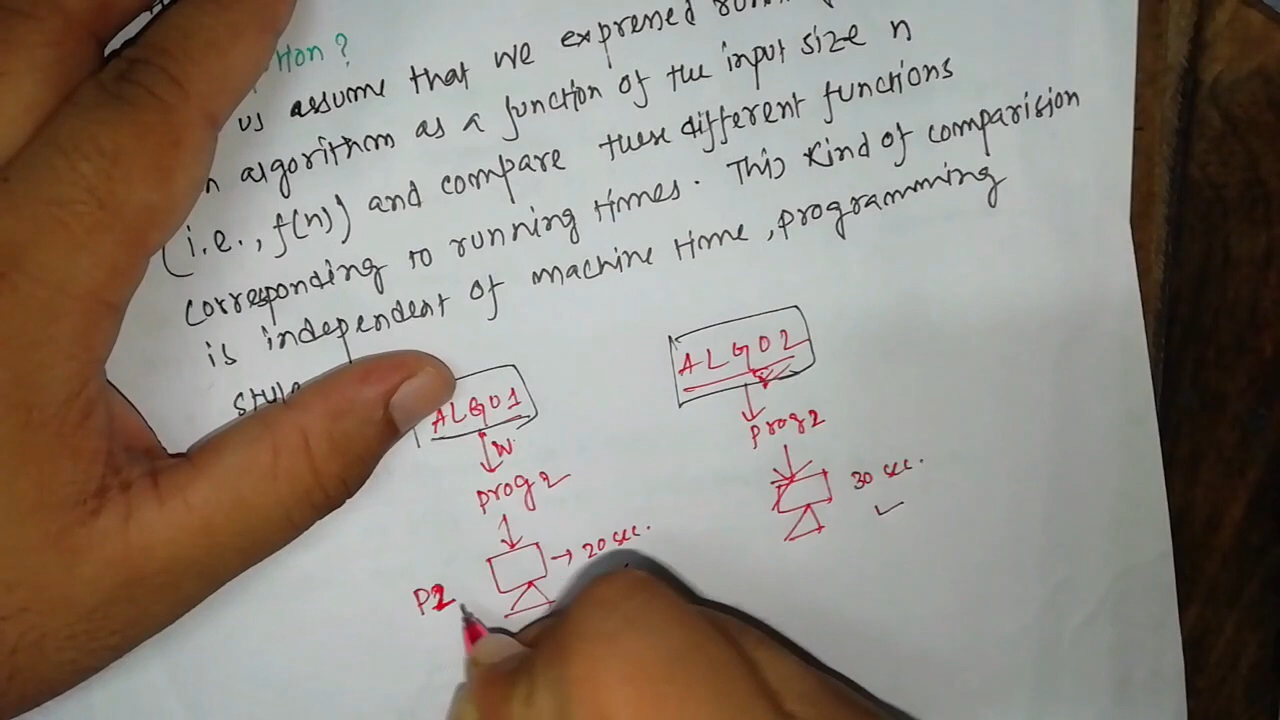 tion ?
us assume that we expressed
n algorithm as a function of the input size n
(i.e., f(n)) and compare these different functions
corresponding to running times. This kind of comparision
is independent of machine time, programming
ALGO1
prog2
→ 20 sec.
P2
ALGO2
prog2
30 sec.